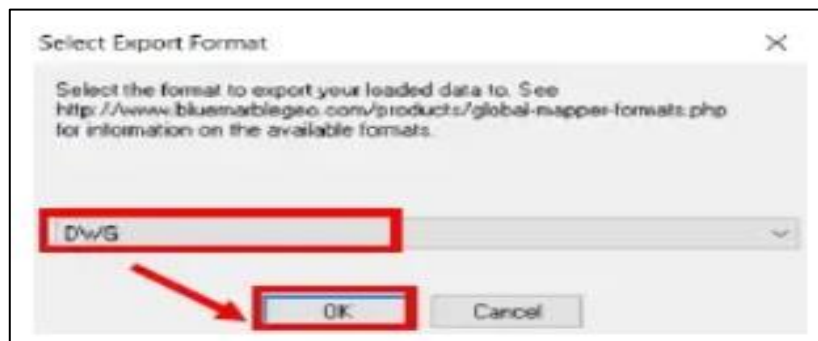 Select Export Format
Select the format to export your loaded data to. See
http://www.bluemarblegeo.com/products/global-mapper-formats.php
for information on the available formats.
DWG
OK
Cancel